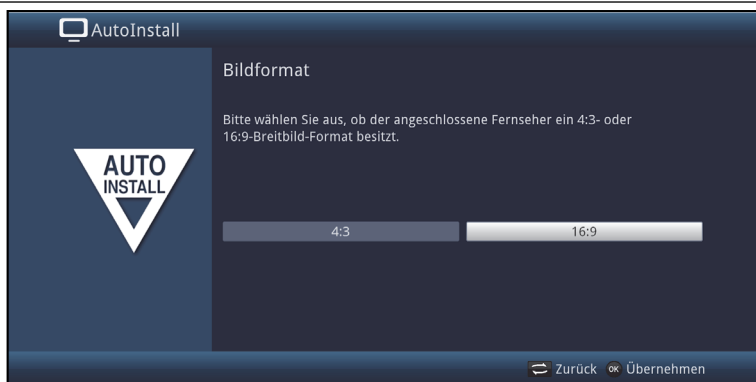 AutoInstall
Bildformat
Bitte wählen Sie aus, ob der angeschlossene Fernseher ein 4:3- oder
16:9-Breitbild-Format besitzt.
AUTO
INSTALL
4:3
16:9
Zurück
OK
Übernehmen